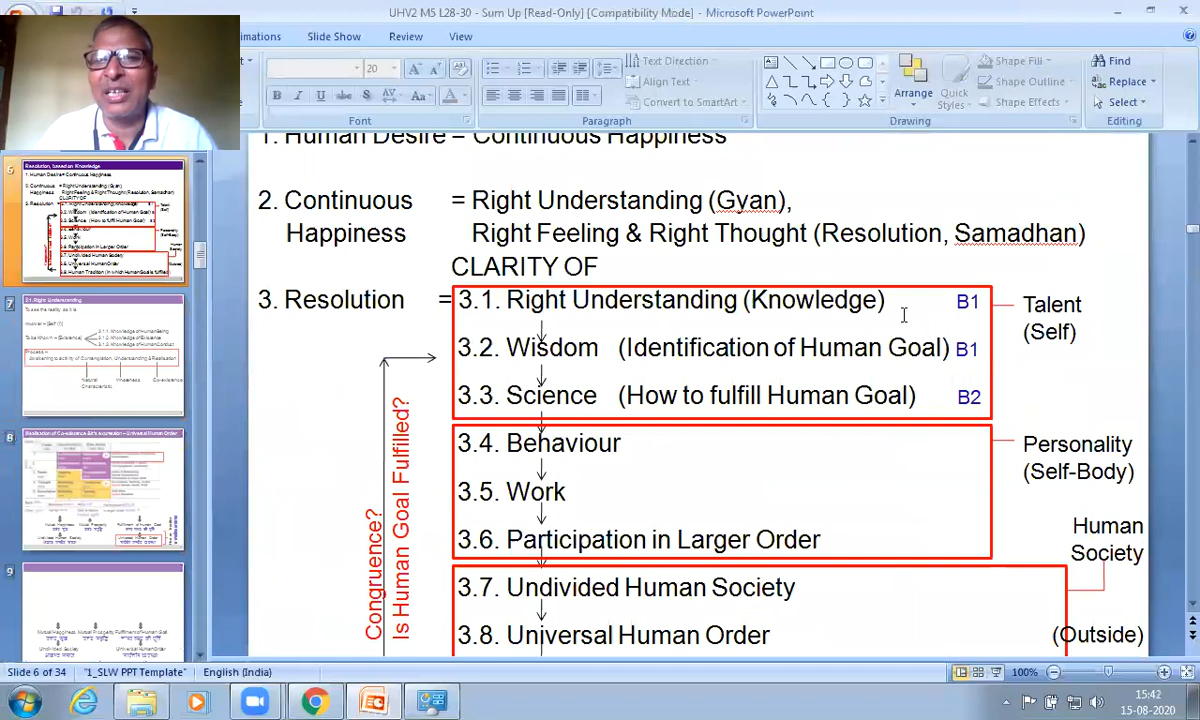 UHV2 M5 L28-30 - Sum Up [Read-Only] [Compatibility Mode] - Microsoft PowerPoint
Slide Show
Review
View
20
Text Direction
Align Text
Convert to SmartArt
Arrange
Quick
Styles
Shape Fill
Shape Outline
Shape Effects
Find
Replace
Select
Font
Paragraph
Drawing
Editing
1. Human Desire = Continuous Happiness
2. Continuous = Right Understanding (Gyan),
Happiness Right Feeling & Right Thought (Resolution, Samadhan)
CLARITY OF
3. Resolution = 3.1. Right Understanding (Knowledge) B1
3.2. Wisdom (Identification of Human Goal) B1
3.3. Science (How to fulfill Human Goal) B2
Talent
(Self)
3.4. Behaviour
3.5. Work
3.6. Participation in Larger Order
Personality
(Self-Body)
3.7. Undivided Human Society
3.8. Universal Human Order
Human
Society
(Outside)
Congruence?
Is Human Goal Fulfilled?
6
7
8
9
Slide 6 of 34
"1_SLW PPT Template"
English (India)
100%
15:42
15-08-2020